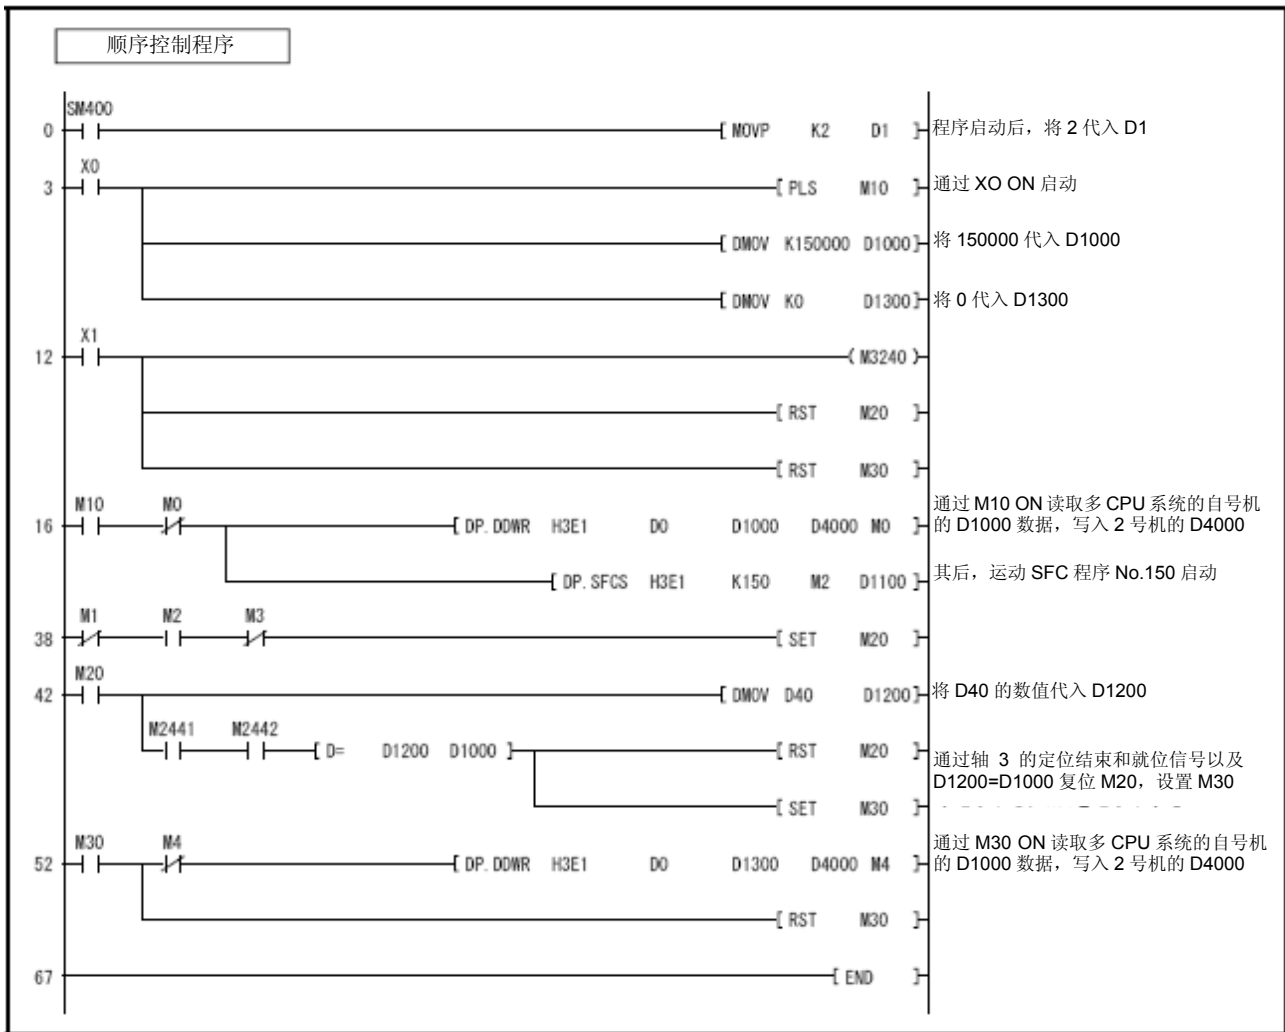 顺序控制程序
SM400
0 MOVP K2 D1 程序启动后，将 2 代入 D1
X0
3 PLS M10 通过 XO ON 启动
DMOV K150000 D1000 将 150000 代入 D1000
DMOV K0 D1300 将 0 代入 D1300
X1
12 M3240
RST M20
RST M30
M10 M0
16 DP.DDWR H3E1 D0 D1000 D4000 M0
通过 M10 ON 读取多 CPU 系统的自号机
的 D1000 数据，写入 2 号机的 D4000
DP.SFCS H3E1 K150 M2 D1100 其后，运动 SFC 程序 No.150 启动
M1 M2 M3
38 SET M20
M20
42 DMOV D40 D1200 将 D40 的数值代入 D1200
M2441 M2442
D= D1200 D1000 RST M20
通过轴 3 的定位结束和就位信号以及
D1200=D1000 复位 M20，设置 M30
SET M30
M30 M4
52 DP.DDWR H3E1 D0 D1300 D4000 M4
通过 M30 ON 读取多 CPU 系统的自号机
的 D1000 数据，写入 2 号机的 D4000
RST M30
67 END